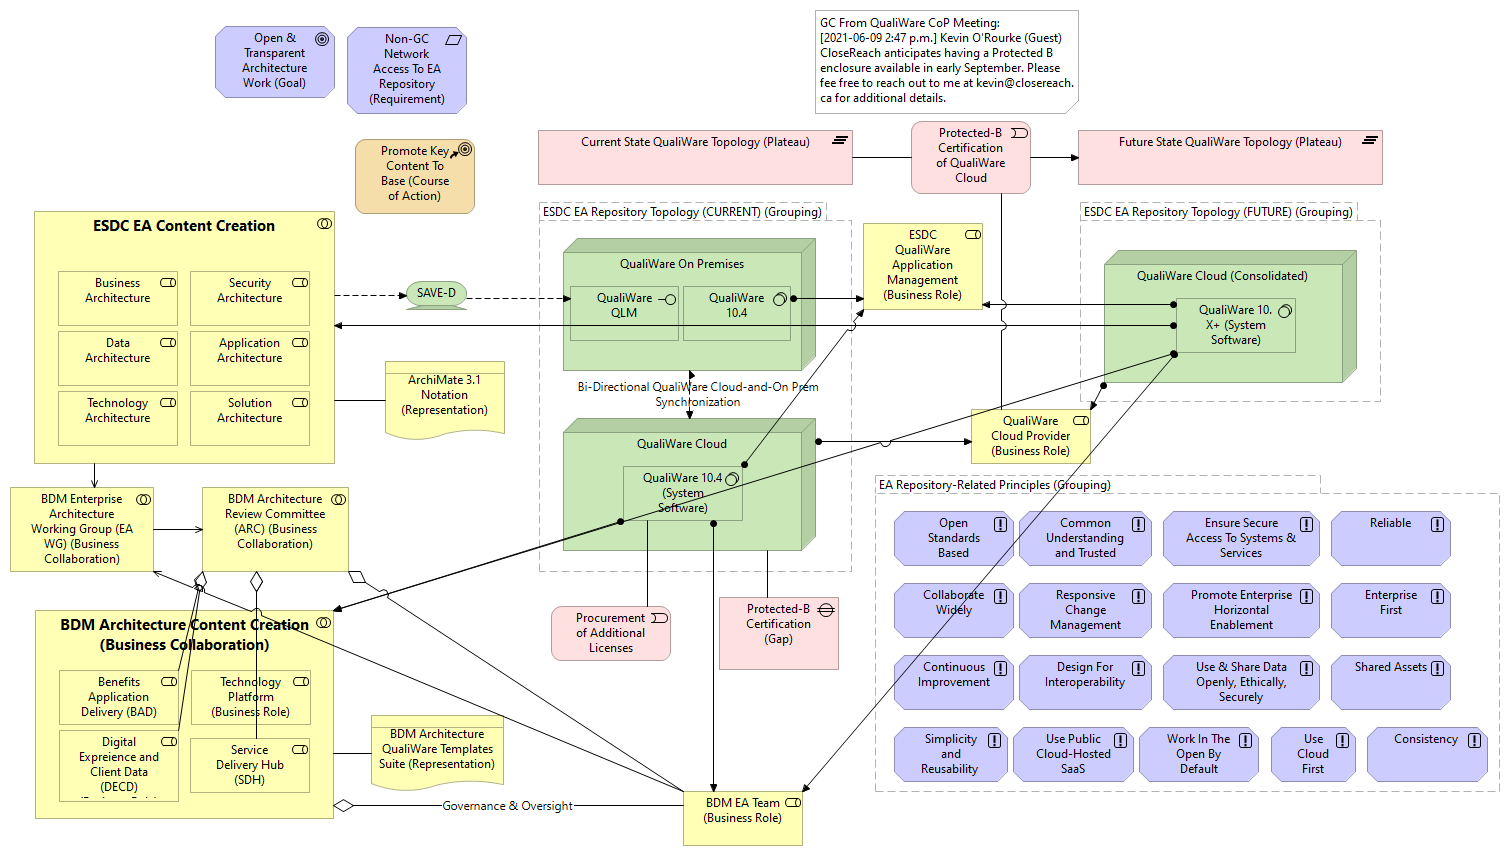 Open &
Transparent
Architecture
Work (Goal)
Non-GC
Network
Access To EA
Repository
(Requirement)
GC From QualiWare CoP Meeting:
[2021-06-09 2:47 p.m.] Kevin O'Rourke (Guest)
CloseReach anticipates having a Protected B
enclosure available in early September. Please
fee free to reach out to me at kevin@closereach.
ca for additional details.
Promote Key
Content To
Base (Course
of Action)
Current State QualiWare Topology (Plateau)
Protected-B
Certification
of QualiWare
Cloud
Future State QualiWare Topology (Plateau)
ESDC EA Content Creation
Business
Architecture
Security
Architecture
Data
Architecture
Application
Architecture
Technology
Architecture
Solution
Architecture
SAVE-D
ArchiMate 3.1
Notation
(Representation)
ESDC EA Repository Topology (CURRENT) (Grouping)
QualiWare On Premises
QualiWare
QLM
QualiWare
10.4
Bi-Directional QualiWare Cloud-and-On Prem
Synchronization
QualiWare Cloud
QualiWare 10.4
(System
Software)
ESDC
QualiWare
Application
Management
(Business Role)
ESDC EA Repository Topology (FUTURE) (Grouping)
QualiWare Cloud (Consolidated)
QualiWare 10.
X+ (System
Software)
QualiWare
Cloud Provider
(Business Role)
BDM Enterprise
Architecture
Working Group (EA
WG) (Business
Collaboration)
BDM Architecture
Review Committee
(ARC) (Business
Collaboration)
BDM Architecture Content Creation
(Business Collaboration)
Benefits
Application
Delivery (BAD)
Technology
Platform
(Business Role)
Digital
Expreience and
Client Data
(DECD)
Service
Delivery Hub
(SDH)
BDM Architecture
QualiWare Templates
Suite (Representation)
Governance & Oversight
Procurement
of Additional
Licenses
Protected-B
Certification
(Gap)
BDM EA Team
(Business Role)
EA Repository-Related Principles (Grouping)
Open
Standards
Based
Common
Understanding
and Trusted
Ensure Secure
Access To Systems &
Services
Reliable
Collaborate
Widely
Responsive
Change
Management
Promote Enterprise
Horizontal
Enablement
Enterprise
First
Continuous
Improvement
Design For
Interoperability
Use & Share Data
Openly, Ethically,
Securely
Shared Assets
Simplicity
and
Reusability
Use Public
Cloud-Hosted
SaaS
Work In The
Open By
Default
Use
Cloud
First
Consistency